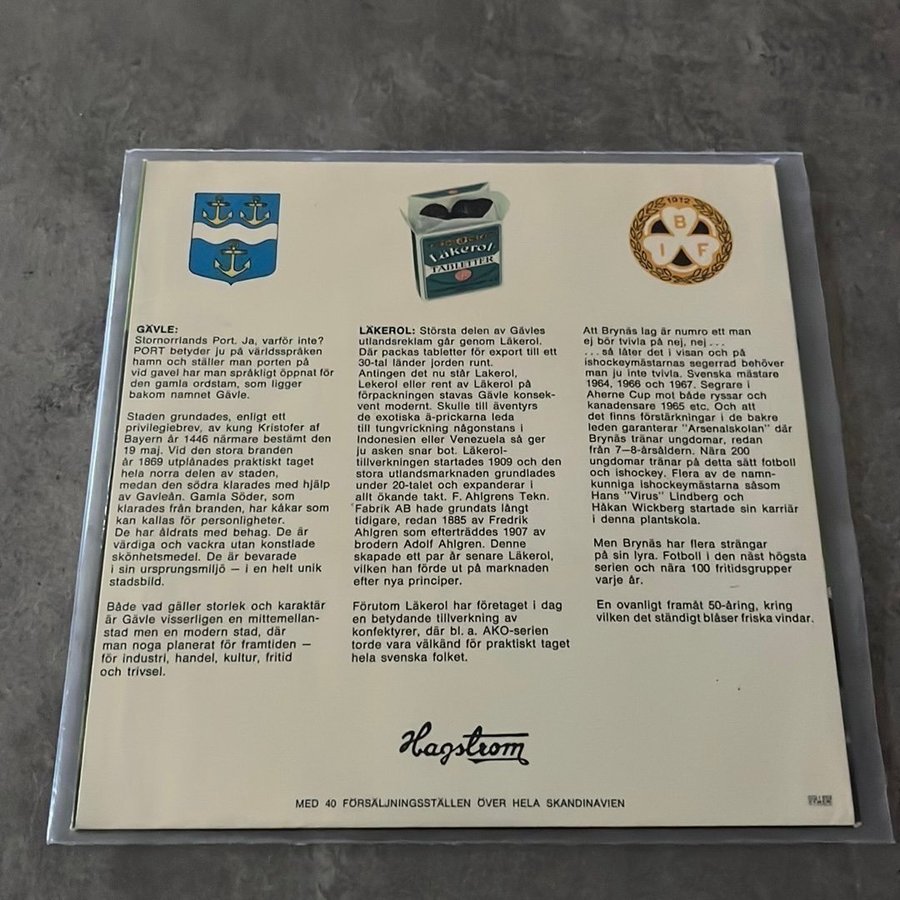 Läkerol
TABLETTER
1912
B
I F
GÄVLE:
Stornorrlands Port. Ja, varför inte?
PORT betyder ju på världsspråken
hamn och ställer man porten på
vid gavel har man språkligt öppnat för
den gamla ordstam, som ligger
bakom namnet Gävle.
Staden grundades, enligt ett
privilegiebrev, av kung Kristofer af
Bayern år 1446 närmare bestämt den
19 maj. Vid den stora branden
år 1869 utplånades praktiskt taget
hela norra delen av staden,
medan den södra klarades med hjälp
av Gavleån. Gamla Söder, som
klarades från branden, har kåkar som
kan kallas för personligheter.
De har åldrats med behag. De är
värdiga och vackra utan konstlade
skönhetsmedel. De är bevarade
i sin ursprungsmiljö – i en helt unik
stadsbild.
Både vad gäller storlek och karaktär
är Gävle visserligen en mittemellan-
stad men en modern stad, där
man noga planerat för framtiden –
för industri, handel, kultur, fritid
och trivsel.
LÄKEROL: Största delen av Gävles
utlandsreklam går genom Läkerol.
Där packas tabletter för export till ett
30-tal länder jorden runt.
Antingen det nu står Lakerol,
Lekerol eller rent av Läkerol på
förpackningen stavas Gävle konsek-
vent modernt. Skulle till äventyrs
de exotiska ä-prickarna leda
till tungvrickning någonstans i
Indonesien eller Venezuela så ger
ju asken snar bot. Läkerol-
tillverkningen startades 1909 och den
stora utlandsmarknaden grundlades
under 20-talet och expanderar i
allt ökande takt. F. Ahlgrens Tekn.
Fabrik AB hade grundats långt
tidigare, redan 1885 av Fredrik
Ahlgren som efterträddes 1907 av
brodern Adolf Ahlgren. Denne
skapade ett par år senare Läkerol,
vilken han förde ut på marknaden
efter nya principer.
Förutom Läkerol har företaget i dag
en betydande tillverkning av
konfektyrer, där bl. a. AKO-serien
torde vara välkänd för praktiskt taget
hela svenska folket.
Att Brynäs lag är numro ett man
ej bör tvivla på nej, nej . . .
. . . så låter det i visan och på
ishockeymästarnas segerrad behöver
man ju inte tvivla. Svenska mästare
1964, 1966 och 1967. Segrare i
Aherne Cup mot både ryssar och
kanadensare 1965 etc. Och att
det finns förstärkningar i de bakre
leden garanterar "Arsenalskolan" där
Brynäs tränar ungdomar, redan
från 7–8-årsåldern. Nära 200
ungdomar tränar på detta sätt fotboll
och ishockey. Flera av de namn-
kunniga ishockeymästarna såsom
Hans "Virus" Lindberg och
Håkan Wickberg startade sin karriär
i denna plantskola.
Men Brynäs har flera strängar
på sin lyra. Fotboll i den näst högsta
serien och nära 100 fritidsgrupper
varje år.
En ovanligt framåt 50-åring, kring
vilken det ständigt blåser friska vindar.
Hagstrom
MED 40 FÖRSÄLJNINGSSTÄLLEN ÖVER HELA SKANDINAVIEN